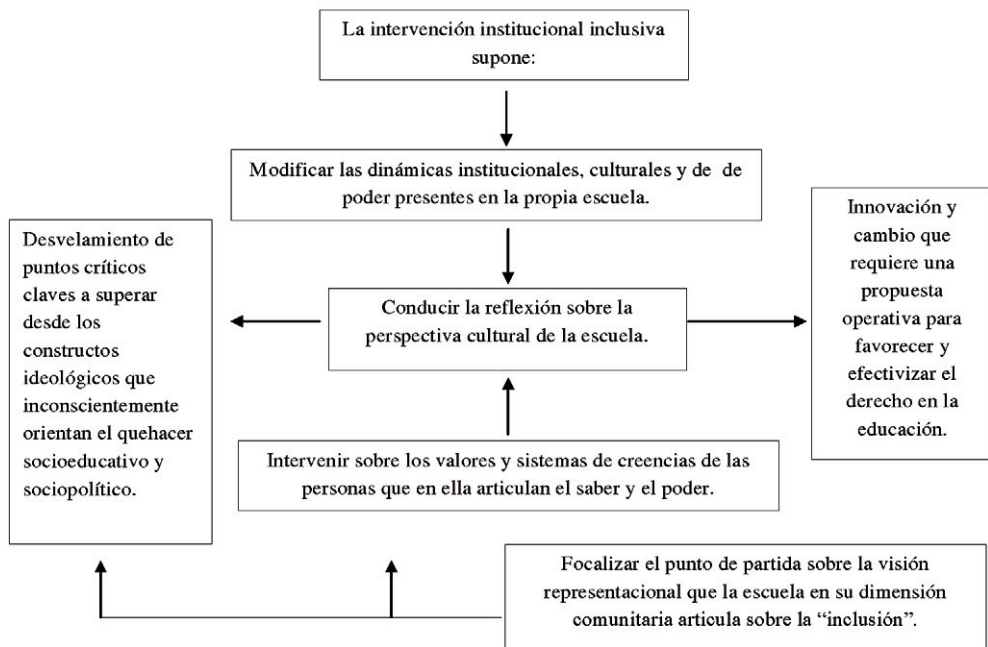 La intervención institucional inclusiva
supone:
Modificar las dinámicas institucionales, culturales y de de
poder presentes en la propia escuela.
Desvelamiento de
puntos críticos
claves a superar
desde los
constructos
ideológicos que
inconscientemente
orientan el quehacer
socioeducativo y
sociopolítico.
Conducir la reflexión sobre la
perspectiva cultural de la escuela.
Innovación y
cambio que
requiere una
propuesta
operativa para
favorecer y
efectivizar el
derecho en la
educación.
Intervenir sobre los valores y sistemas de creencias de las
personas que en ella articulan el saber y el poder.
Focalizar el punto de partida sobre la visión
representacional que la escuela en su dimensión
comunitaria articula sobre la “inclusión”.